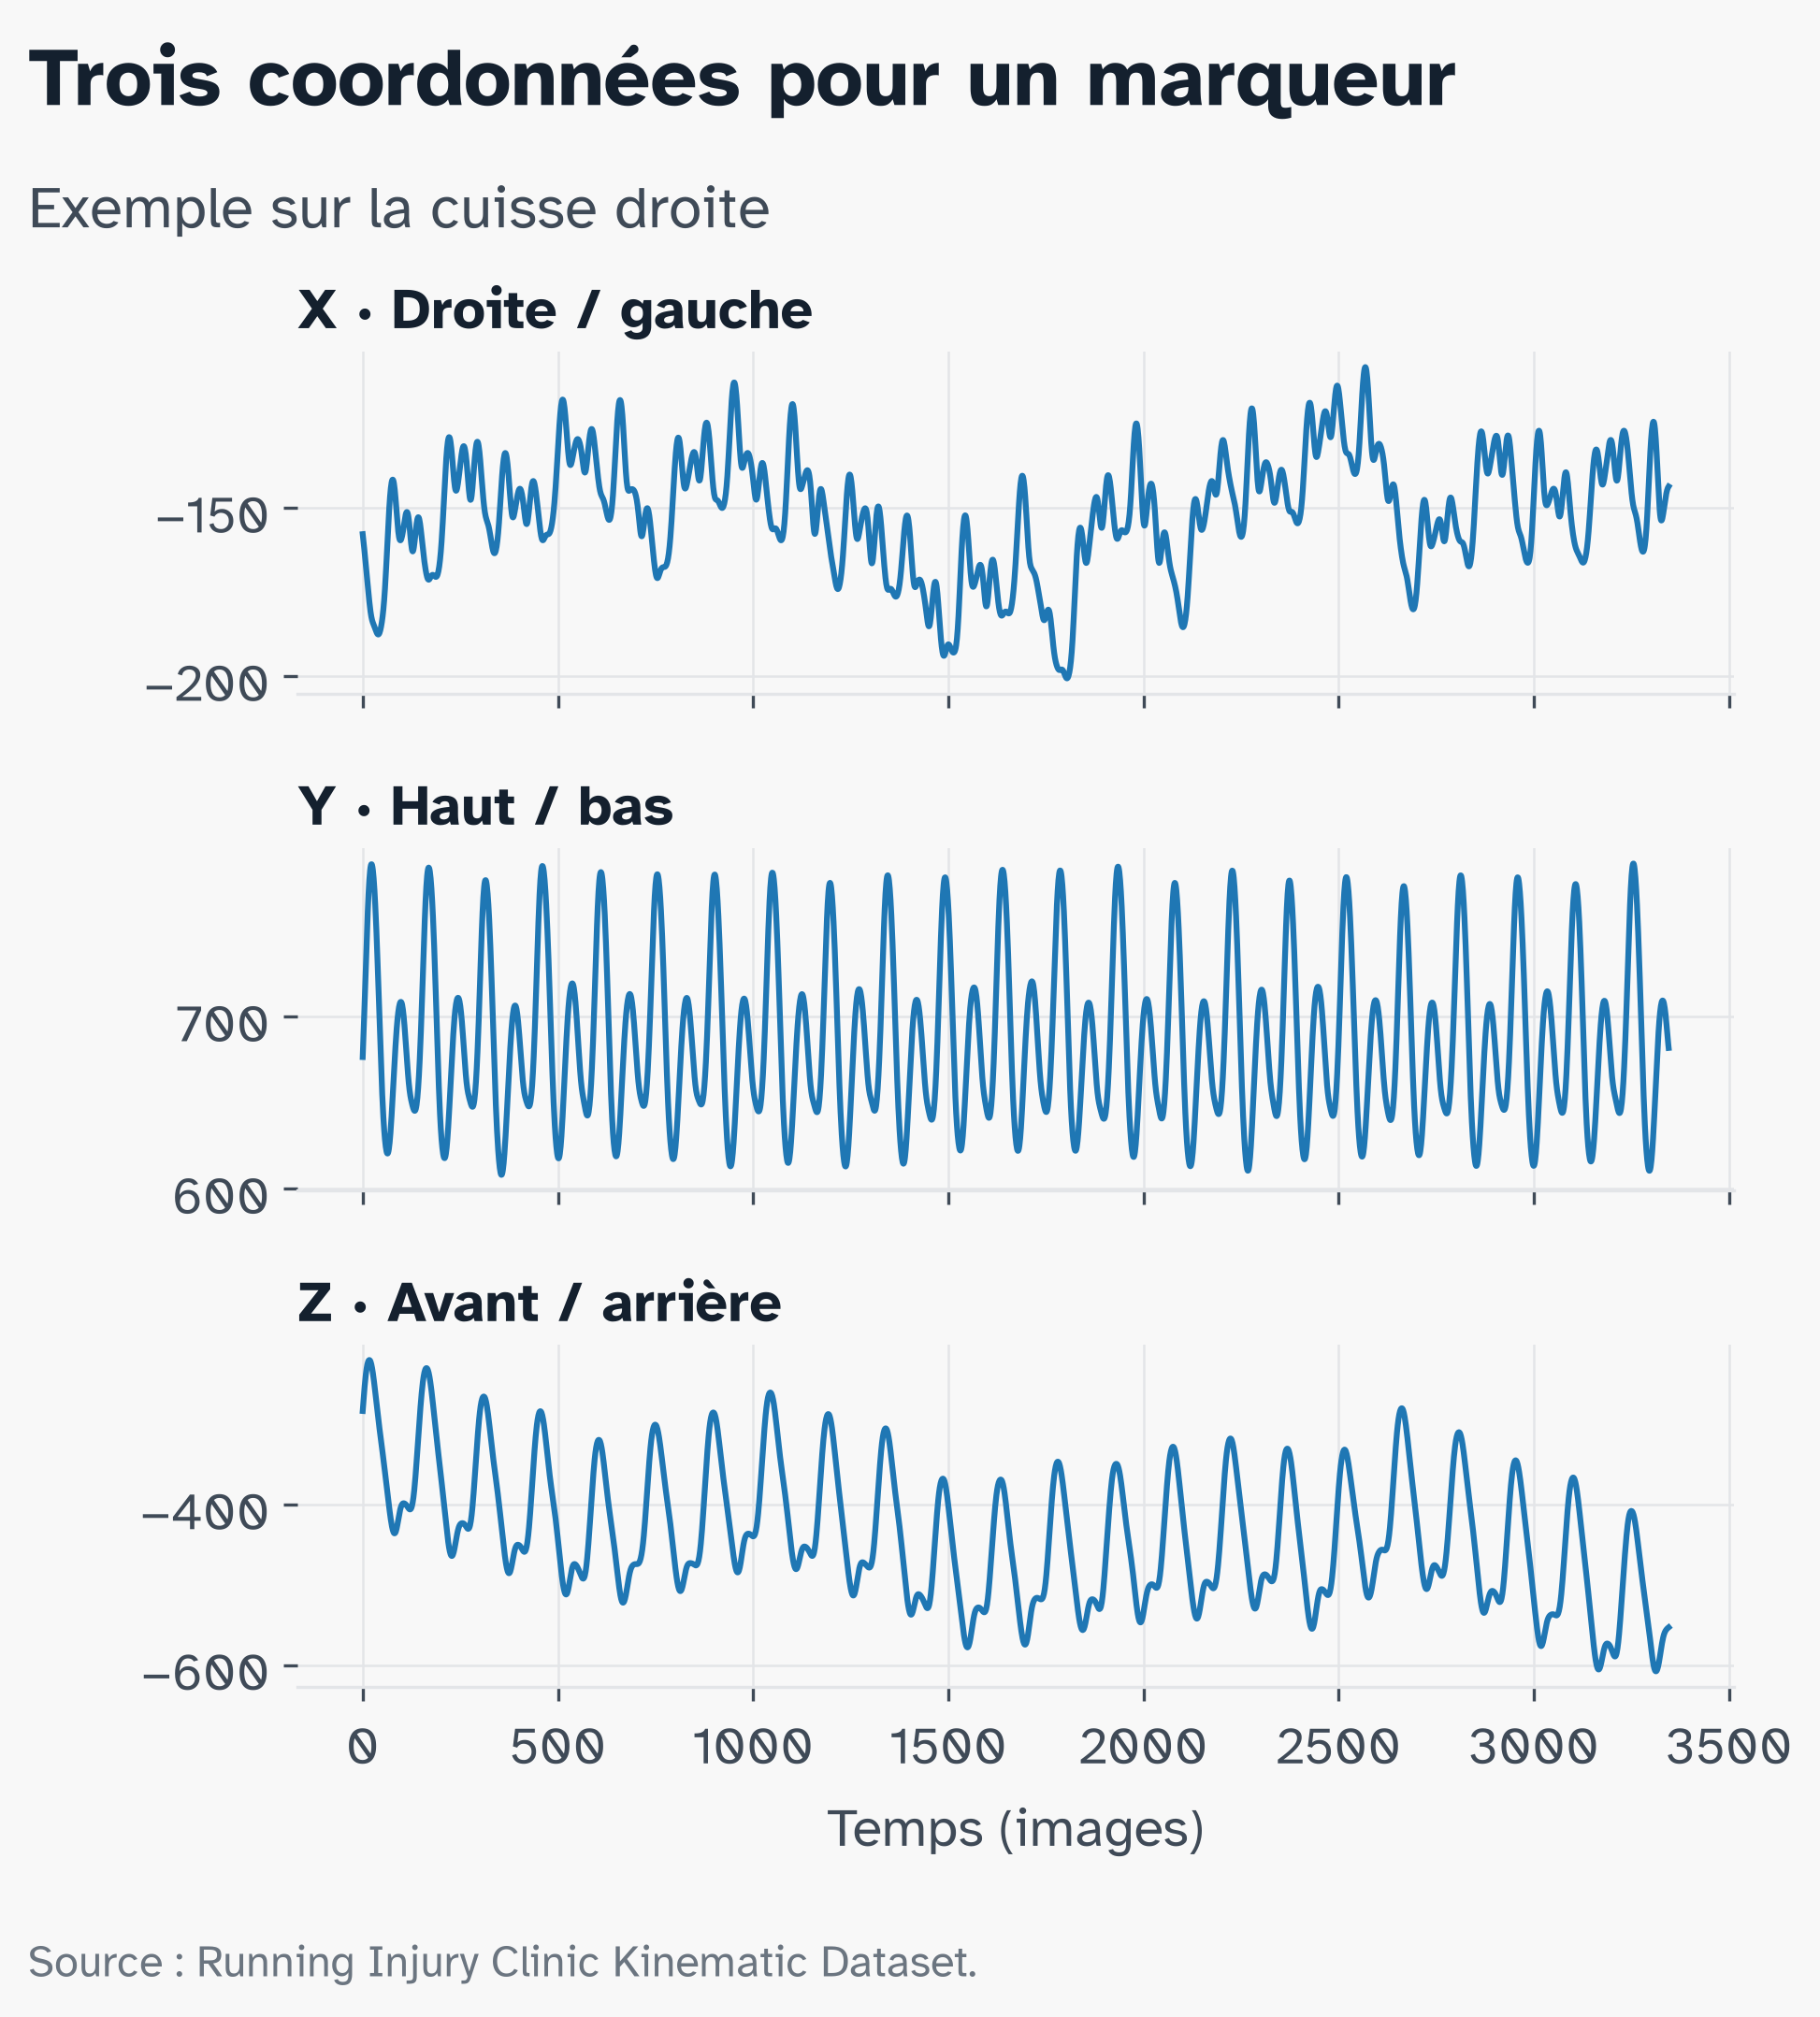 Trois coordonnées pour un marqueur
Exemple sur la cuisse droite
X • Droite / gauche
−150
−200
Y • Haut / bas
700
600
Z • Avant / arrière
−400
−600
0 500 1000 1500 2000 2500 3000 3500
Temps (images)
Source : Running Injury Clinic Kinematic Dataset.